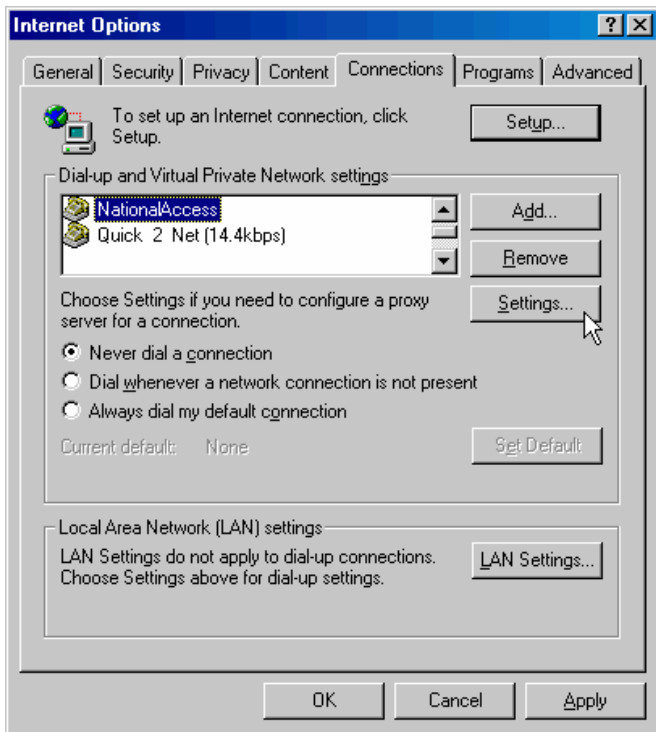 Internet Options
General Security Privacy Content Connections Programs Advanced
To set up an Internet connection, click
Setup.
Setup...
Dial-up and Virtual Private Network settings
NationalAccess
Quick 2 Net (14.4kbps)
Add...
Remove
Choose Settings if you need to configure a proxy
server for a connection.
Settings...
Never dial a connection
Dial whenever a network connection is not present
Always dial my default connection
Current default: None
Set Default
Local Area Network (LAN) settings
LAN Settings do not apply to dial-up connections.
Choose Settings above for dial-up settings.
LAN Settings...
OK Cancel Apply